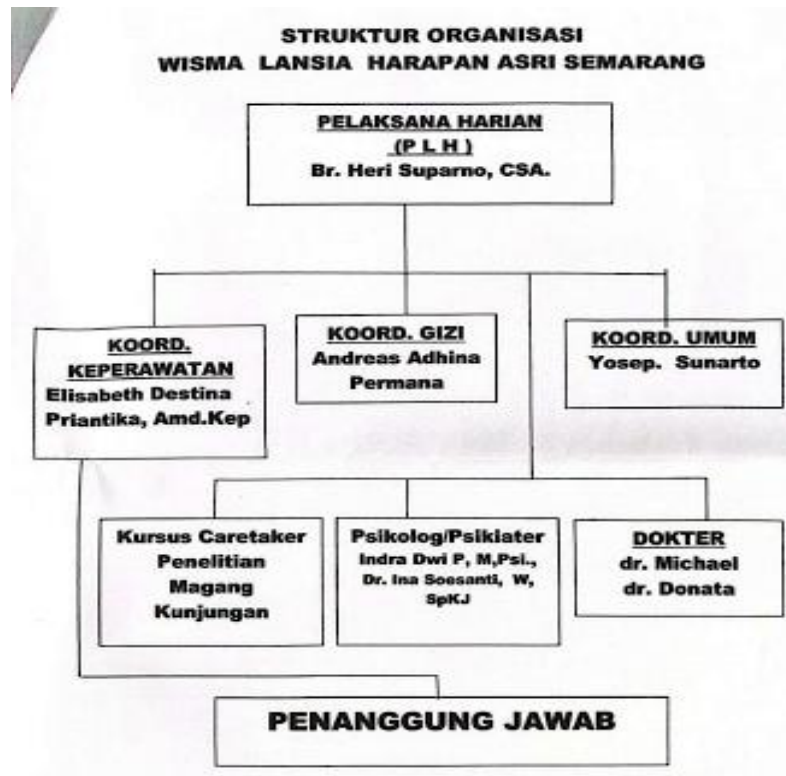 STRUKTUR ORGANISASI
WISMA LANSIA HARAPAN ASRI SEMARANG
PELAKSANA HARIAN
(P L H )
Br. Heri Suparno, CSA.
KOORD.
KEPERAWATAN
Elisabeth Destina
Priantika, Amd.Kep
KOORD. GIZI
Andreas Adhina
Permana
KOORD. UMUM
Yosep. Sunarto
Kursus Caretaker
Penelitian
Magang
Kunjungan
Psikolog/Psikiater
Indra Dwi P, M,Psi.,
Dr. Ina Soesanti, W,
SpKJ
DOKTER
dr. Michael
dr. Donata
PENANGGUNG JAWAB